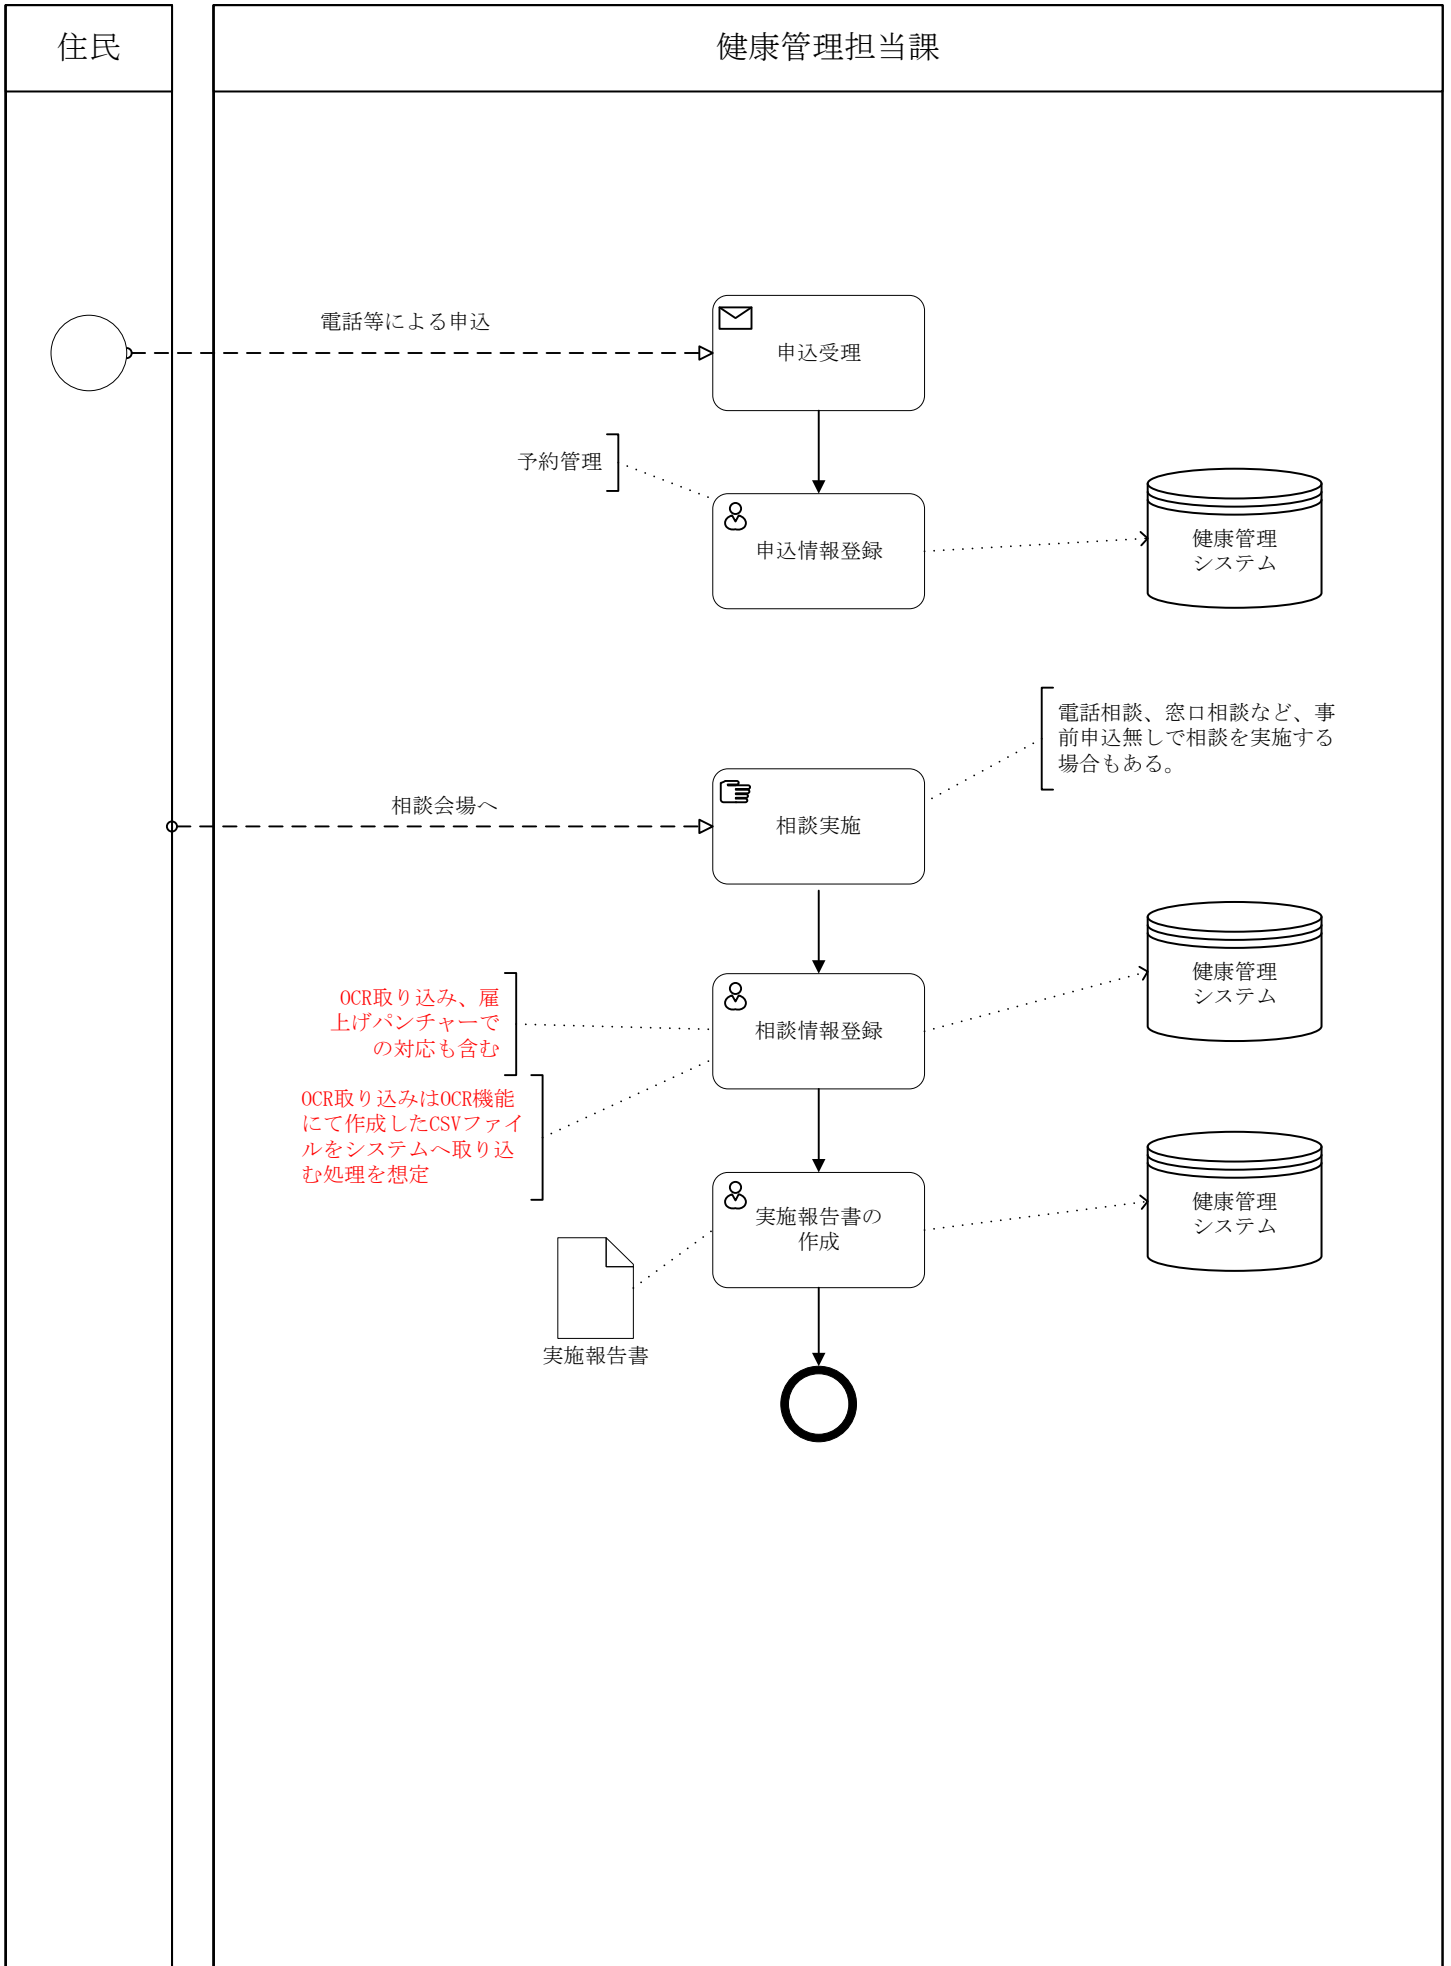 住民
健康管理担当課
電話等による申込
申込受理
予約管理
申込情報登録
健康管理
システム
電話相談、窓口相談など、事
前申込無しで相談を実施する
場合もある。
相談会場へ
相談実施
OCR取り込み、雇
上げパンチャーで
の対応も含む
相談情報登録
健康管理
システム
OCR取り込みはOCR機能
にて作成したCSVファイ
ルをシステムへ取り込
む処理を想定
実施報告書の
作成
健康管理
システム
実施報告書